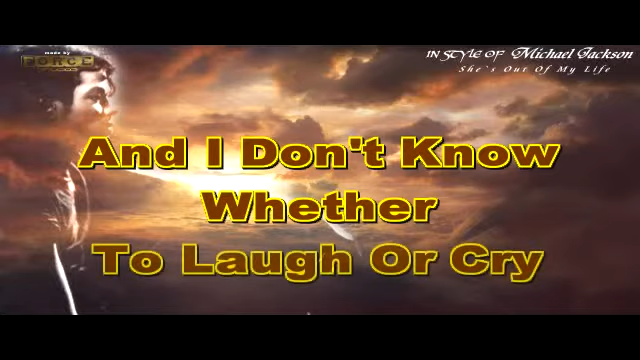 made by
FORCE
IN STYLE OF Michael Jackson
She's Out Of My Life
And I Don't Know
Whether
To Laugh Or Cry